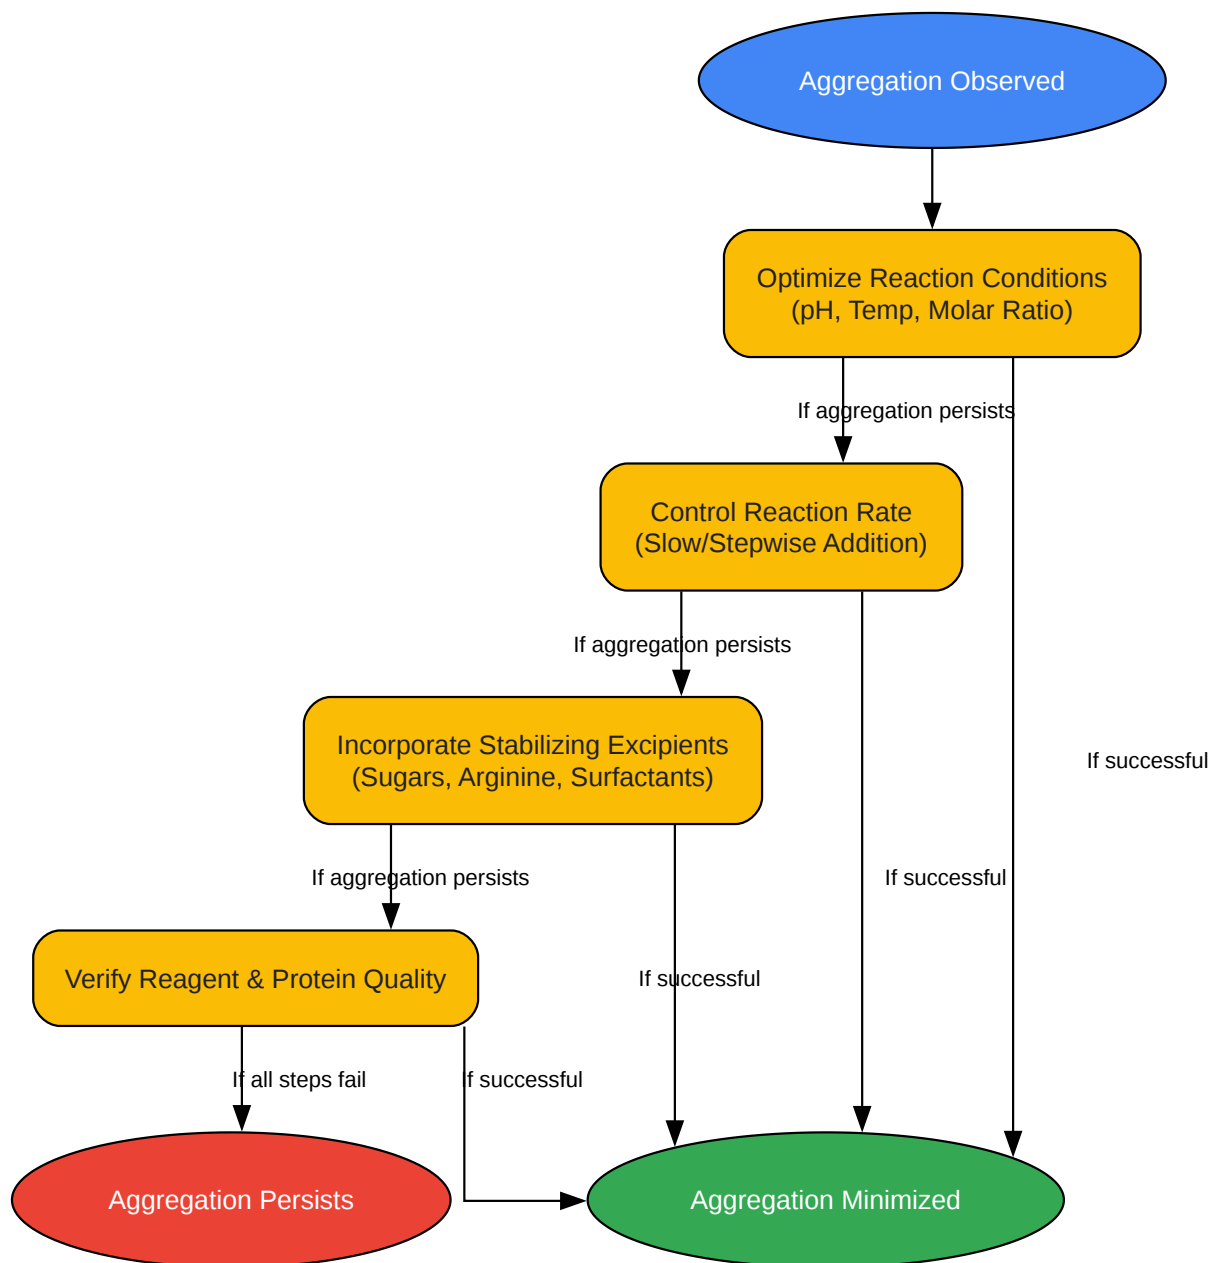 Aggregation Observed
Optimize Reaction Conditions
(pH, Temp, Molar Ratio)
If aggregation persists
Control Reaction Rate
(Slow/Stepwise Addition)
If aggregation persists
Incorporate Stabilizing Excipients
(Sugars, Arginine, Surfactants)
If successful
If aggregation persists
If successful
Verify Reagent & Protein Quality
If successful
If all steps fail
If successful
Aggregation Persists
Aggregation Minimized